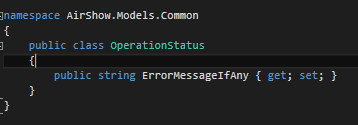 namespace AirShow.Models.Common
{
public class OperationStatus
{
public string ErrorMessageIfAny { get; set; }
}
}